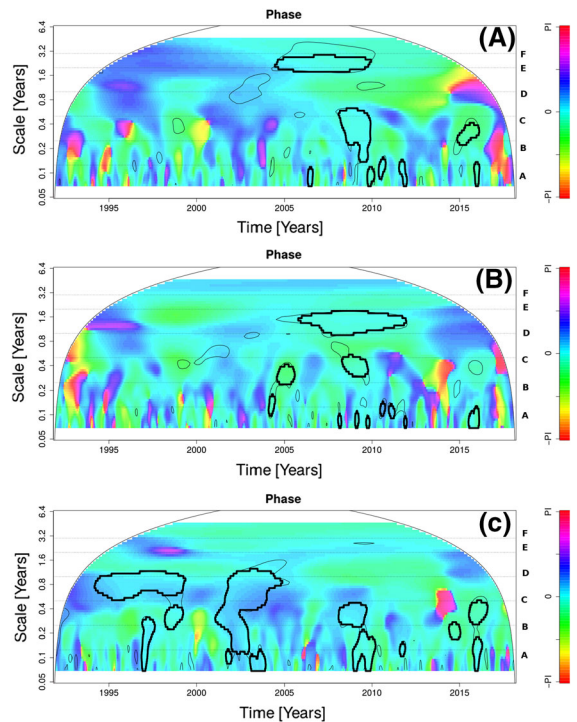 Phase
(A)
6.4
3.2
1.6
0.8
0.4
0.2
0.1
0.05
Scale [Years]
F
E
D
C
B
A
PI
0
-PI
1995 2000 2005 2010 2015
Time [Years]
Phase
(B)
6.4
3.2
1.6
0.8
0.4
0.2
0.1
0.05
Scale [Years]
F
E
D
C
B
A
PI
0
-PI
1995 2000 2005 2010 2015
Time [Years]
Phase
(c)
6.4
3.2
1.6
0.8
0.4
0.2
0.1
0.05
Scale [Years]
F
E
D
C
B
A
PI
0
-PI
1995 2000 2005 2010 2015
Time [Years]